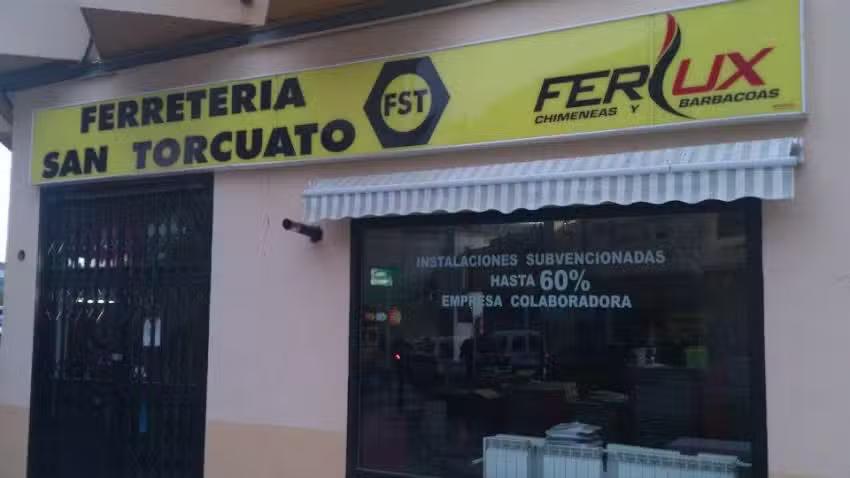 FERRETERIA
SAN TORCUATO
FST
FERLUX
CHIMENEAS Y BARBACOAS
INSTALACIONES SUBVENCIONADAS
HASTA 60%
EMPRESA COLABORADORA